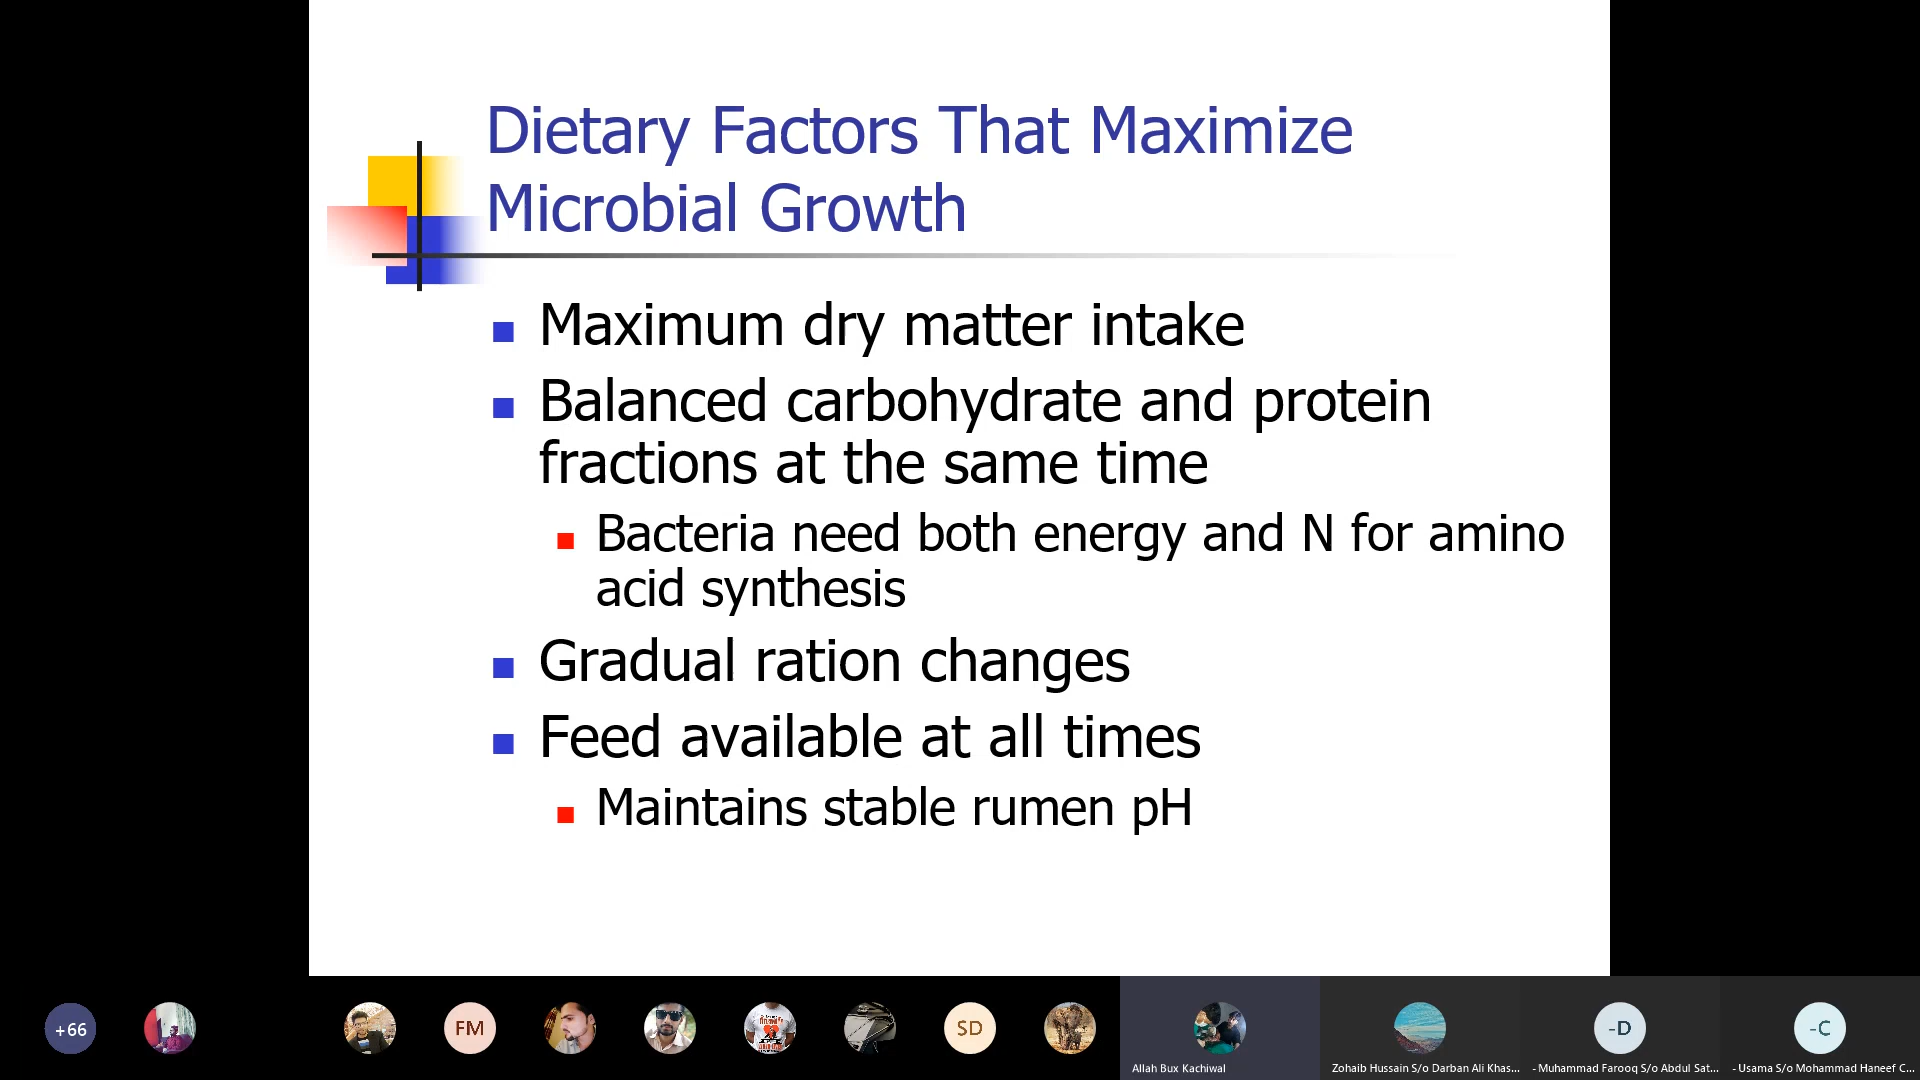 Dietary Factors That Maximize
Microbial Growth
Maximum dry matter intake
Balanced carbohydrate and protein
fractions at the same time
Bacteria need both energy and N for amino
acid synthesis
Gradual ration changes
Feed available at all times
Maintains stable rumen pH
+66
FM
SD
-D
-C
Allah Bux Kachiwal
Zohaib Hussain S/o Darban Ali Khas...
- Muhammad Farooq S/o Abdul Sat...
- Usama S/o Mohammad Haneef C...